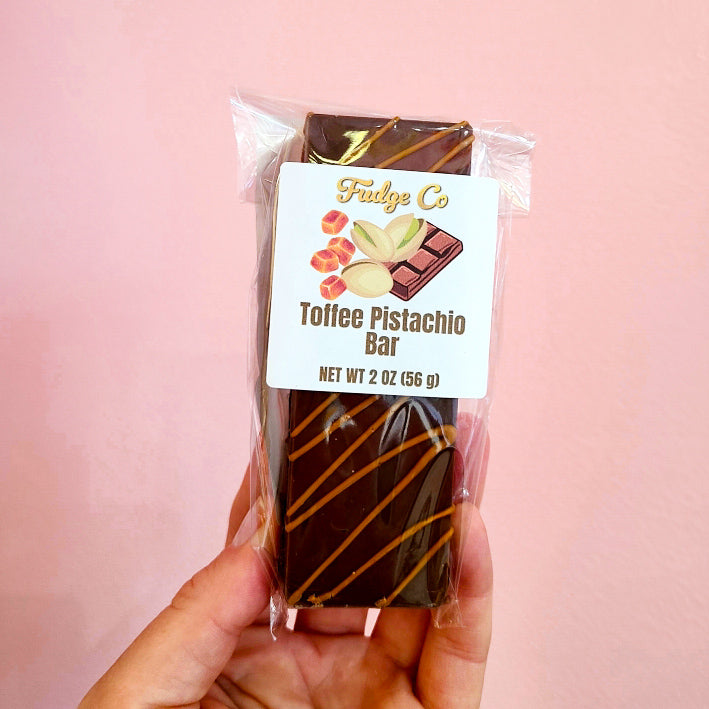 Fudge Co
Toffee Pistachio
Bar
NET WT 2 OZ (56 g)